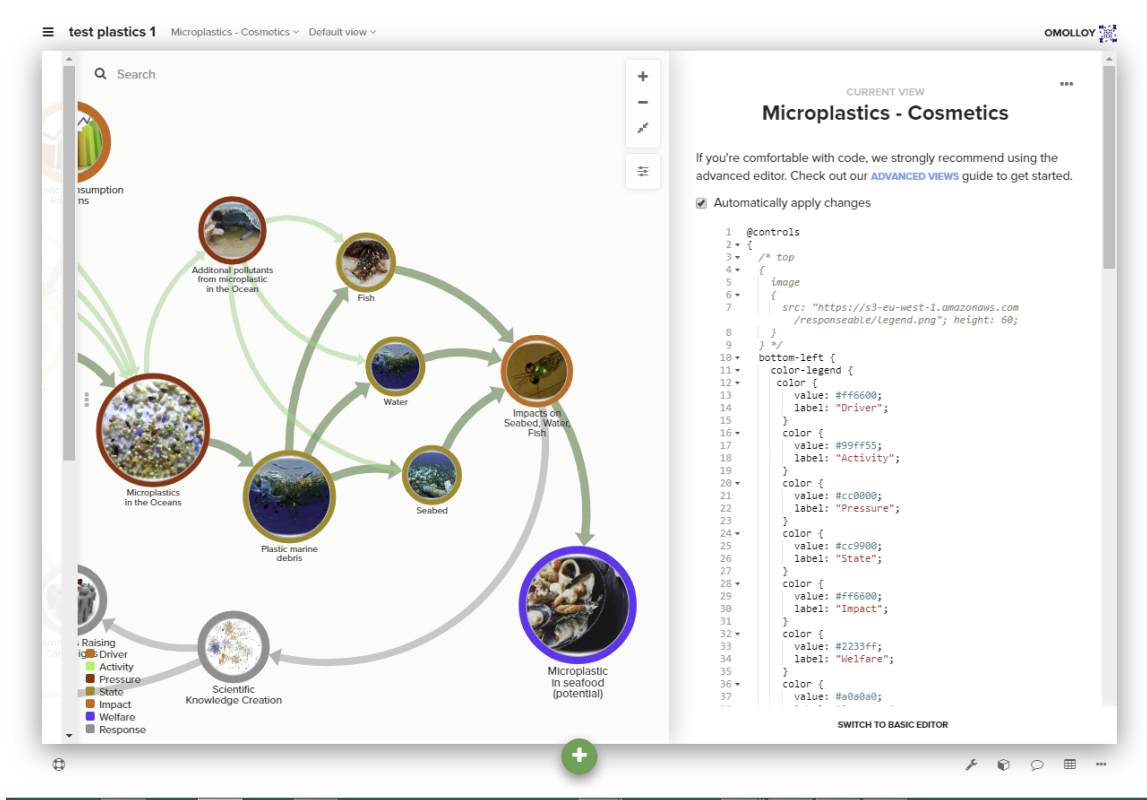 test plastics 1
Microplastics - Cosmetics
Default view
OMOLLOY
Search
Additonal pollutants
from microplastic
in the Ocean
Fish
Water
Impacts on
Seabed, Water,
Fish
Microplastics
in the Oceans
Seabed
Plastic marine
debris
Raising
Scientific
Knowledge Creation
Microplastic
in seafood
(potential)
Driver
Activity
Pressure
State
Impact
Welfare
Response
CURRENT VIEW
Microplastics - Cosmetics
If you're comfortable with code, we strongly recommend using the
advanced editor. Check out our ADVANCED VIEWS guide to get started.
Automatically apply changes
1 @controls
2 {
3 /* top
4 {
5 image
6 {
7 src: "https://s3-eu-west-1.amazonaws.com
/responseable/legend.png"; height: 60;
8 }
9 } */
10 bottom-left {
11 color-legend {
12 color {
13 value: #ff6600;
14 label: "Driver";
15 }
16 color {
17 value: #99ff55;
18 label: "Activity";
19 }
20 color {
21 value: #cc0000;
22 label: "Pressure";
23 }
24 color {
25 value: #cc9900;
26 label: "State";
27 }
28 color {
29 value: #ff6600;
30 label: "Impact";
31 }
32 color {
33 value: #2233ff;
34 label: "Welfare";
35 }
36 color {
37 value: #a0a0a0;
SWITCH TO BASIC EDITOR